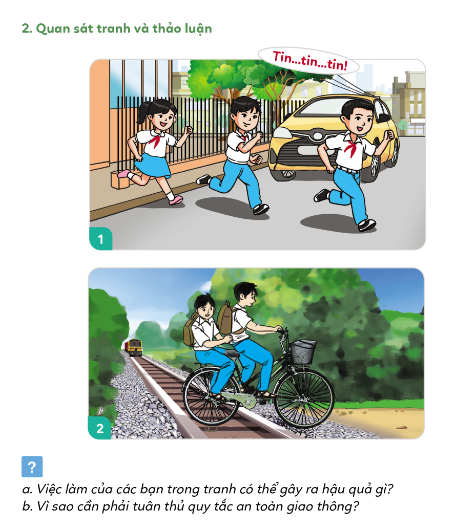 2. Quan sát tranh và thảo luận
Tin...tin...tin!
1
2
?
a. Việc làm của các bạn trong tranh có thể gây ra hậu quả gì?
b. Vì sao cần phải tuân thủ quy tắc an toàn giao thông?